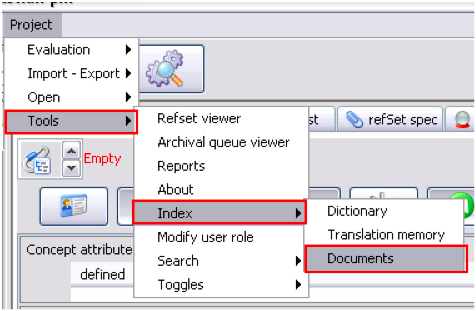 Project
Evaluation
Import - Export
Open
Tools
Refset viewer
st
refSet spec
Archival queue viewer
Empty
Reports
About
Index
Dictionary
Modify user role
Translation memory
Concept attribute
Search
Documents
defined
Toggles